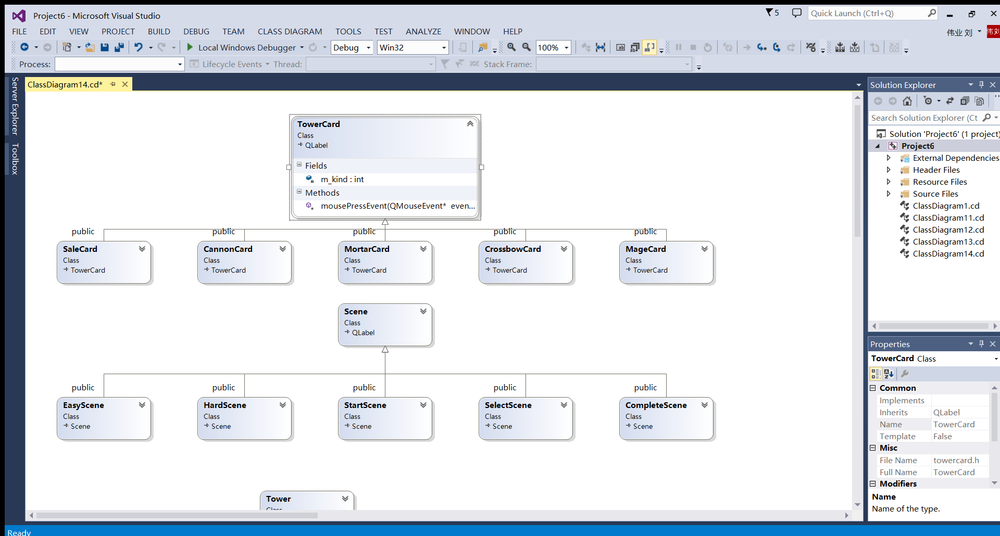 Project6 - Microsoft Visual Studio
5
Quick Launch (Ctrl+Q)
FILE EDIT VIEW PROJECT BUILD DEBUG TEAM CLASS DIAGRAM TOOLS TEST ANALYZE WINDOW HELP
伟业 刘
伟刘
Local Windows Debugger Debug Win32 100%
Process: Lifecycle Events Thread: Stack Frame:
Server Explorer
Toolbox
ClassDiagram14.cd*
TowerCard
Class
QLabel
Fields
m_kind : int
Methods
mousePressEvent(QMouseEvent* even...
public public public public public
SaleCard CannonCard MortarCard CrossbowCard MageCard
Class Class Class Class Class
TowerCard TowerCard TowerCard TowerCard TowerCard
Scene
Class
QLabel
public public public public public
EasyScene HardScene StartScene SelectScene CompleteScene
Class Class Class Class Class
Scene Scene Scene Scene Scene
Tower
Class
Solution Explorer
Search Solution Explorer (Ct
Solution 'Project6' (1 project)
Project6
External Dependencies
Header Files
Resource Files
Source Files
ClassDiagram1.cd
ClassDiagram11.cd
ClassDiagram12.cd
ClassDiagram13.cd
ClassDiagram14.cd
Properties
TowerCard Class
Common
Implements
Inherits QLabel
Name TowerCard
Template False
Misc
File Name towercard.h
Full Name TowerCard
Modifiers
Name
Name of the type.
Ready